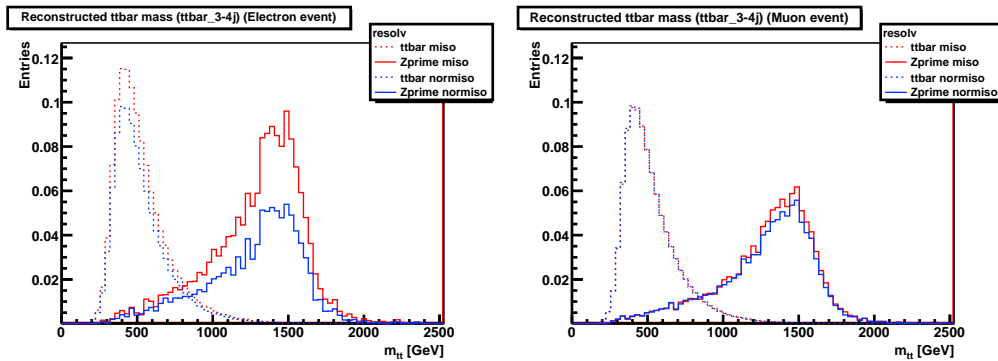 Reconstructed ttbar mass (ttbar_3-4j) (Electron event)
Entries
0.12
0.1
0.08
0.06
0.04
0.02
0
500
1000
1500
2000
2500
m_tt [GeV]
resolv
ttbar miso
Zprime miso
ttbar normiso
Zprime normiso
Reconstructed ttbar mass (ttbar_3-4j) (Muon event)
Entries
0.12
0.1
0.08
0.06
0.04
0.02
0
500
1000
1500
2000
2500
m_tt [GeV]
resolv
ttbar miso
Zprime miso
ttbar normiso
Zprime normiso